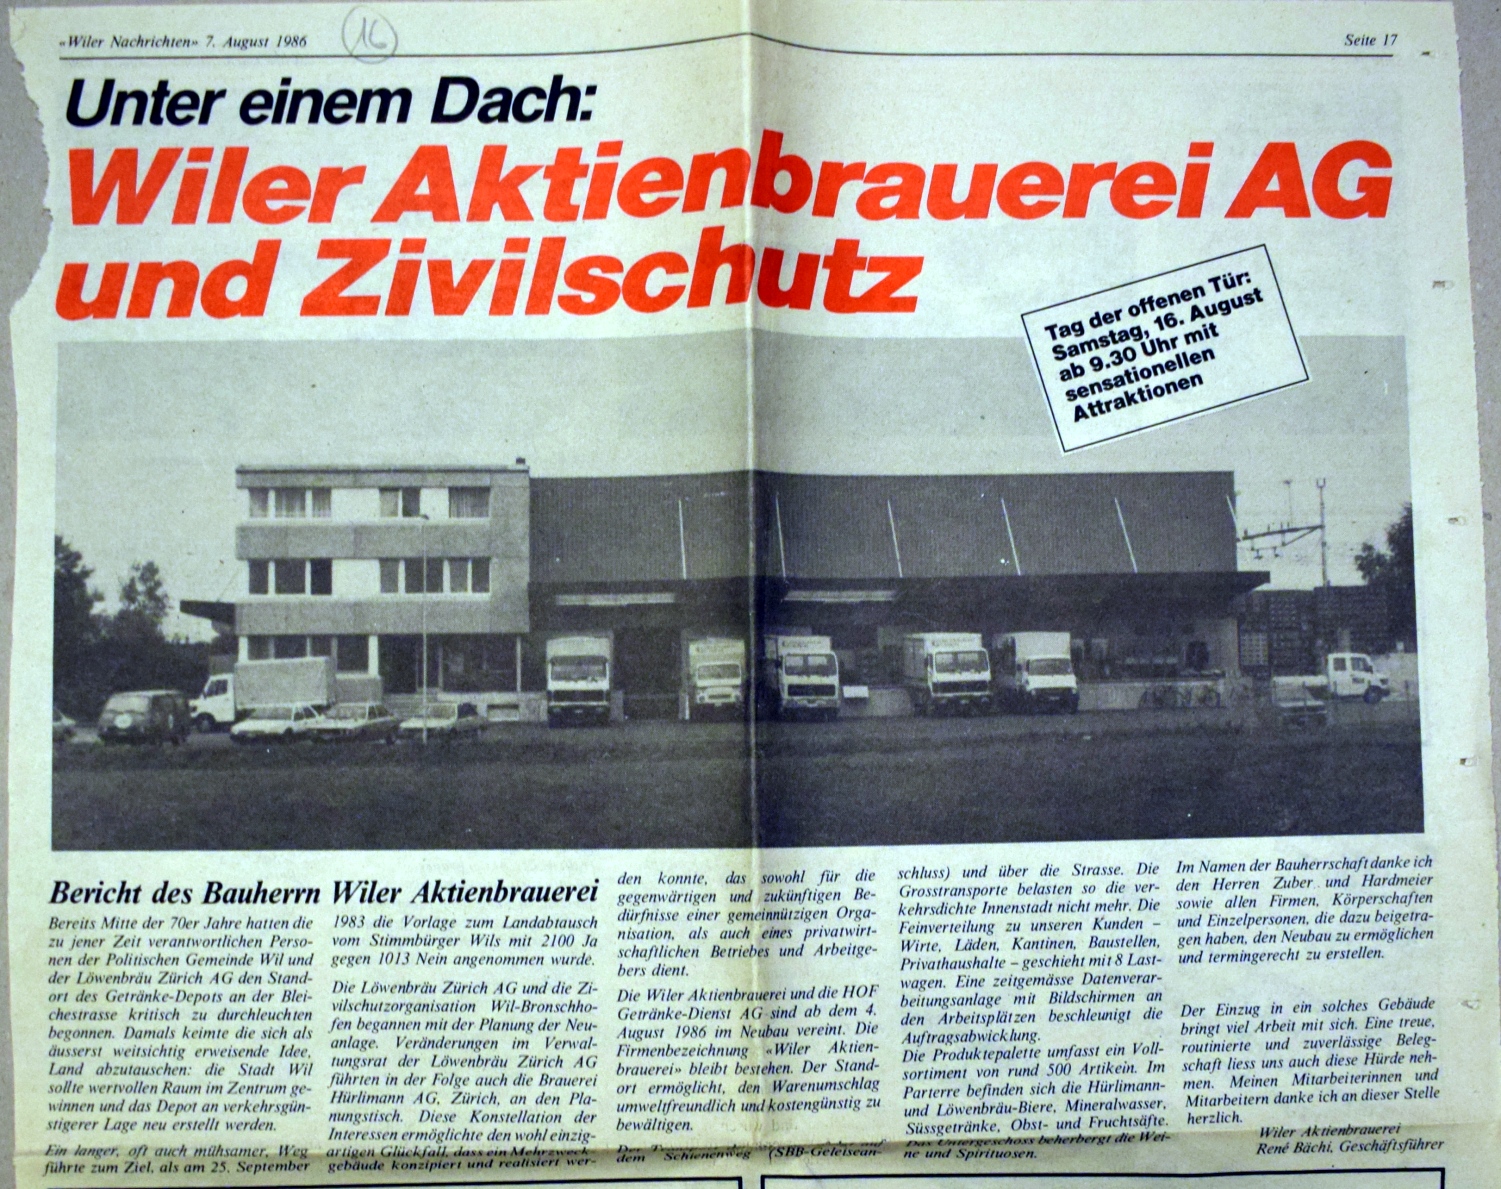 «Wiler Nachrichten» 7. August 1986
16
Seite 17
Unter einem Dach:
Wiler Aktienbrauerei AG
und Zivilschutz
Tag der offenen Tür:
Samstag, 16. August
ab 9.30 Uhr mit
sensationellen
Attraktionen
Bericht des Bauherrn Wiler Aktienbrauerei
Bereits Mitte der 70er Jahre hatten die
zu jener Zeit verantwortlichen Perso-
nen der Politischen Gemeinde Wil und
der Löwenbräu Zürich AG den Stand-
ort des Getränke-Depots an der Blei-
chestrasse kritisch zu durchleuchten
begonnen. Damals keimte die sich als
äusserst weitsichtig erweisende Idee,
Land abzutauschen: die Stadt Wil
sollte wertvollen Raum im Zentrum ge-
winnen und das Depot an verkehrsgün-
stigerer Lage neu erstellt werden.
Ein langer, oft auch mühsamer, Weg
führte zum Ziel, als am 25. September
1983 die Vorlage zum Landabtausch
vom Stimmbürger Wils mit 2100 Ja
gegen 1013 Nein angenommen wurde.
Die Löwenbräu Zürich AG und die Zi-
vilschutzorganisation Wil-Bronschho-
fen begannen mit der Planung der Neu-
anlage. Veränderungen im Verwal-
tungsrat der Löwenbräu Zürich AG
führten in der Folge auch die Brauerei
Hürlimann AG, Zürich, an den Pla-
nungstisch. Diese Konstellation der
Interessen ermöglichte den wohl einzig-
artigen Glückfall, dass ein Mehrzweck-
gebäude konzipiert und realisiert wer-
den konnte, das sowohl für die
gegenwärtigen und zukünftigen Be-
dürfnisse einer gemeinnützigen Orga-
nisation, als auch eines privatwirt-
schaftlichen Betriebes und Arbeitge-
bers dient.
Die Wiler Aktienbrauerei und die HOF
Getränke-Dienst AG sind ab dem 4.
August 1986 im Neubau vereint. Die
Firmenbezeichnung «Wiler Aktien-
brauerei» bleibt bestehen. Der Stand-
ort ermöglicht, den Warenumschlag
umweltfreundlich und kostengünstig zu
bewältigen.
Der auf
dem Schienenweg (SBB-Geleisean-
schluss) und über die Strasse. Die
Grosstransporte belasten so die ver-
kehrsdichte Innenstadt nicht mehr. Die
Feinverteilung zu unseren Kunden –
Wirte, Läden, Kantinen, Baustellen,
Privathaushalte – geschieht mit 8 Last-
wagen. Eine zeitgemässe Datenverar-
beitungsanlage mit Bildschirmen an
den Arbeitsplätzen beschleunigt die
Auftragsabwicklung.
Die Produktepalette umfasst ein Voll-
sortiment von rund 500 Artikeln. Im
Parterre befinden sich die Hürlimann-
und Löwenbräu-Biere, Mineralwasser,
Süssgetränke, Obst- und Fruchtsäfte.
Das Untergeschoss beherbergt die Wei-
ne und Spirituosen.
Im Namen der Bauherrschaft danke ich
den Herren Zuber und Hardmeier
sowie allen Firmen, Körperschaften
und Einzelpersonen, die dazu beigetra-
gen haben, den Neubau zu ermöglichen
und termingerecht zu erstellen.
Der Einzug in ein solches Gebäude
bringt viel Arbeit mit sich. Eine treue,
routinierte und zuverlässige Beleg-
schaft liess uns auch diese Hürde neh-
men. Meinen Mitarbeiterinnen und
Mitarbeitern danke ich an dieser Stelle
herzlich.
Wiler Aktienbrauerei
René Bächi, Geschäftsführer